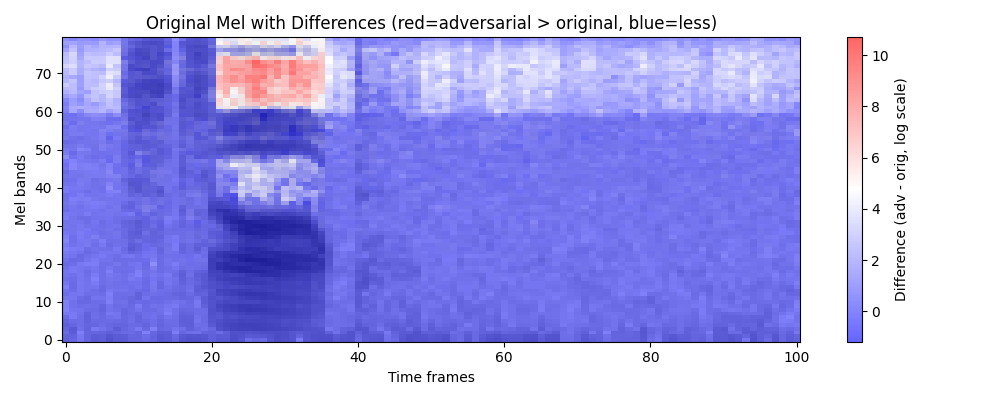 Original Mel with Differences (red=adversarial > original, blue=less)
Mel bands
70
60
50
40
30
20
10
0
0 20 40 60 80 100
Time frames
10
8
6
4
2
0
Difference (adv - orig, log scale)